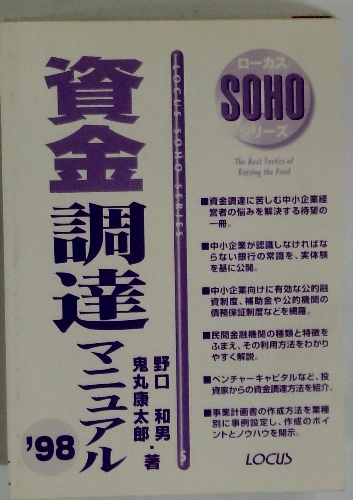 資金調達マニュアル
'98
野口 和男
鬼丸康太郎・著
LOCUS SOHO SERIES
5
ローカス
SOHO
シリーズ
The Best Tactics of
Raising the Fund
■資金調達に苦しむ中小企業経
営者の悩みを解決する待望の
一冊。
■中小企業が認識しなければな
らない銀行の常識を、実体験
を基に公開。
■中小企業向けに有効な公的融
資制度、補助金や公的機関の
債務保証制度などを網羅。
■民間金融機関の種類と特徴を
ふまえ、その利用方法をわかり
やすく解説。
■ベンチャーキャピタルなど、投
資家からの資金調達方法を紹介。
■事業計画書の作成方法を業種
別に事例設定し、作成のポイ
ントとノウハウを開示。
LOCUS